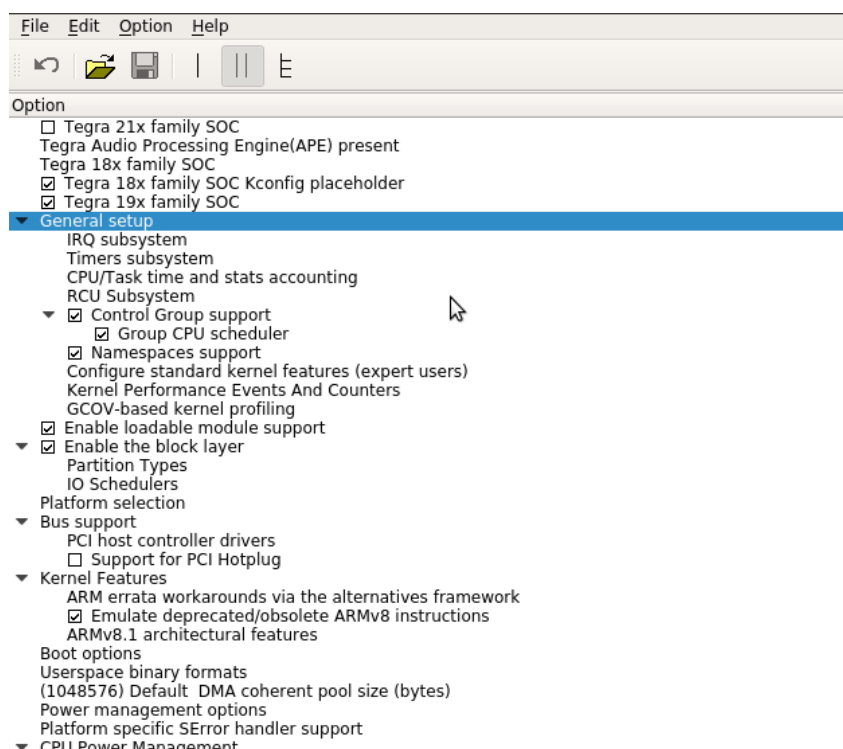 File Edit Option Help
Option
Tegra 21x family SOC
Tegra Audio Processing Engine(APE) present
Tegra 18x family SOC
Tegra 18x family SOC Kconfig placeholder
Tegra 19x family SOC
General setup
IRQ subsystem
Timers subsystem
CPU/Task time and stats accounting
RCU Subsystem
Control Group support
Group CPU scheduler
Namespaces support
Configure standard kernel features (expert users)
Kernel Performance Events And Counters
GCOV-based kernel profiling
Enable loadable module support
Enable the block layer
Partition Types
IO Schedulers
Platform selection
Bus support
PCI host controller drivers
Support for PCI Hotplug
Kernel Features
ARM errata workarounds via the alternatives framework
Emulate deprecated/obsolete ARMv8 instructions
ARMv8.1 architectural features
Boot options
Userspace binary formats
(1048576) Default  DMA coherent pool size (bytes)
Power management options
Platform specific SError handler support
CPU Power Management